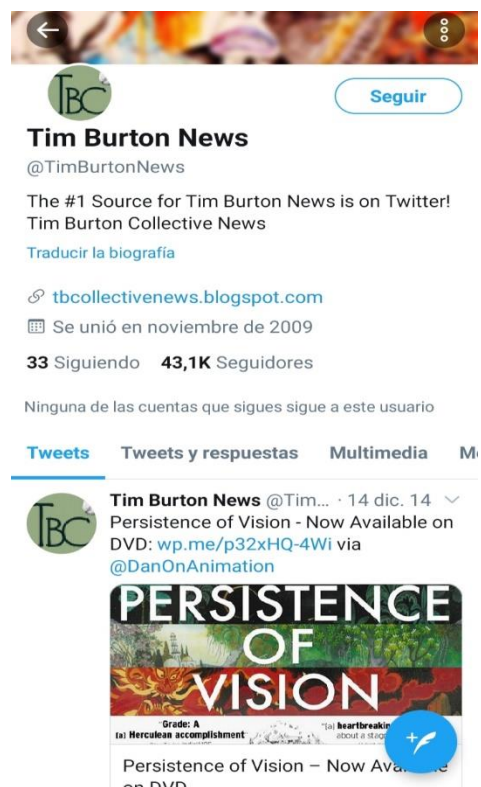 TBC
Seguir
Tim Burton News
@TimBurtonNews
The #1 Source for Tim Burton News is on Twitter!
Tim Burton Collective News
Traducir la biografía
tbcollectivenews.blogspot.com
Se unió en noviembre de 2009
33 Siguiendo 43,1K Seguidores
Ninguna de las cuentas que sigues sigue a este usuario
Tweets Tweets y respuestas Multimedia M
TBC
Tim Burton News @Tim... · 14 dic. 14
Persistence of Vision - Now Available on
DVD: wp.me/p32xHQ-4Wi via
@DanOnAnimation
PERSISTENCE
OF
VISION
Grade: A
(a) Herculean accomplishment
"[a] heartbreakin
about a stag
Persistence of Vision – Now Ava e
on DVD